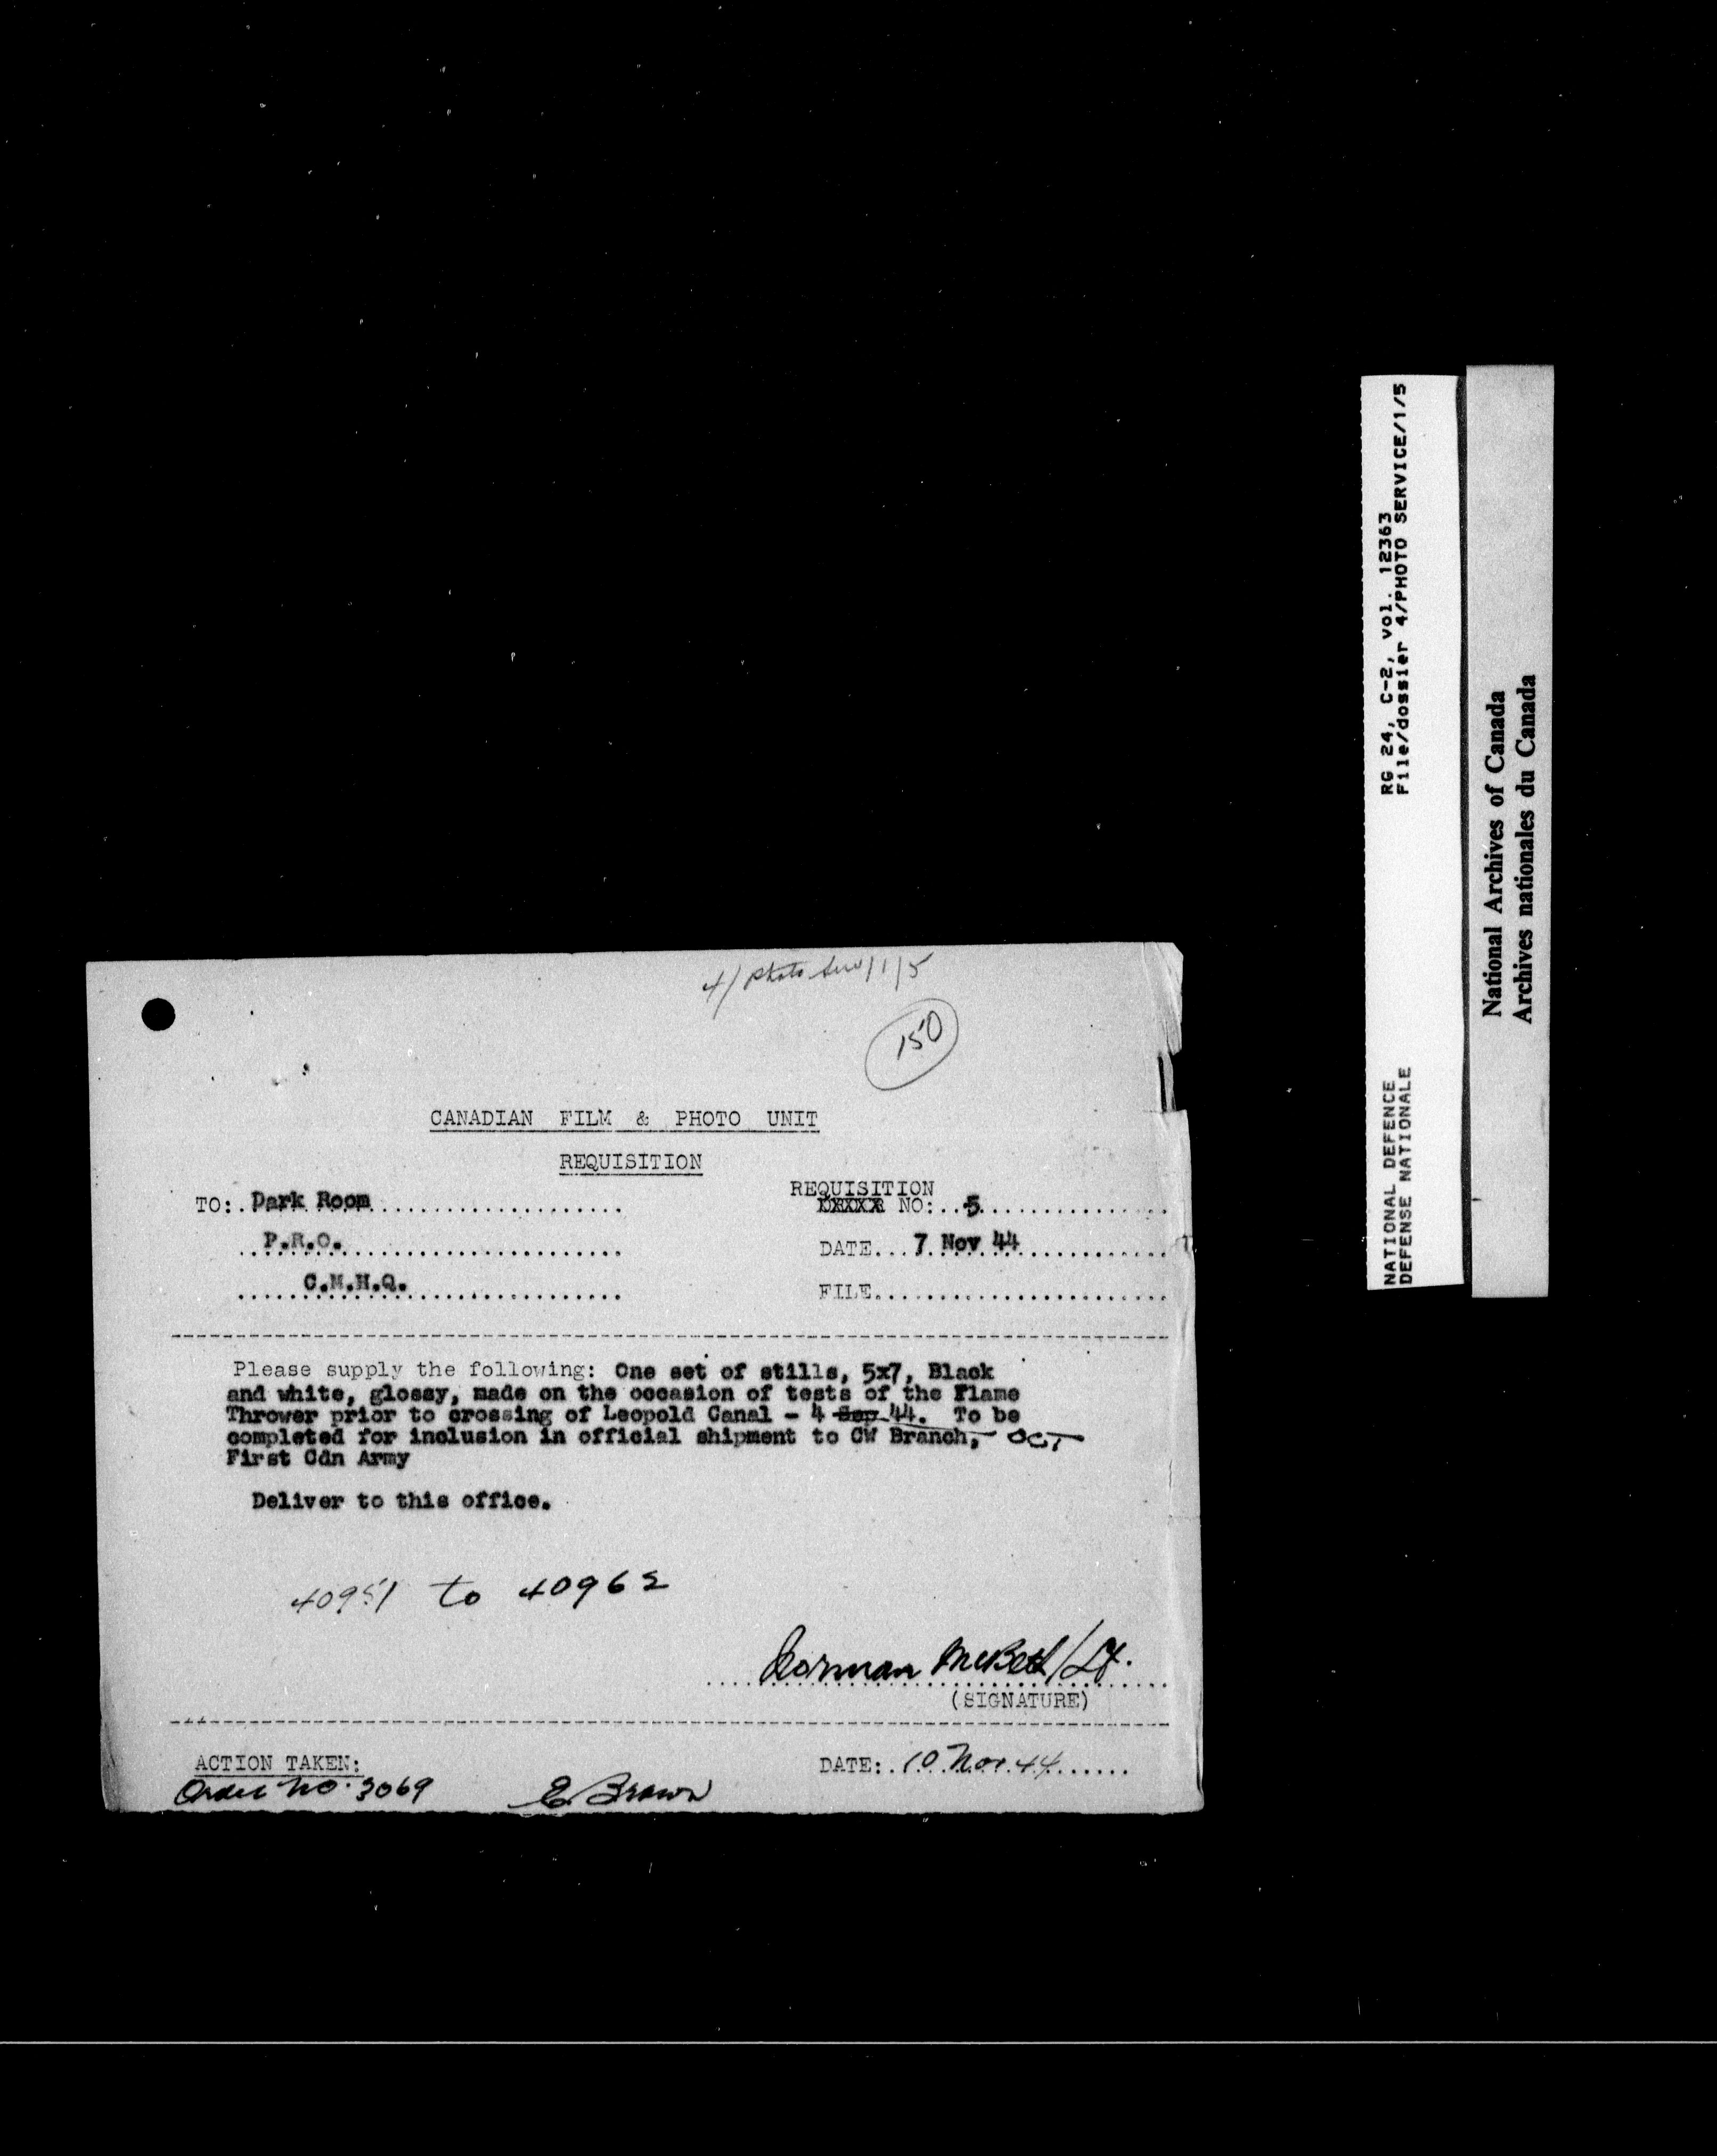 4/Photo Serv/1/5
150
CANADIAN FILM & PHOTO UNIT
REQUISITION
TO: Dark Room
REQUISITION
NO: 5
P.R.O.
DATE 7 Nov 44
C.M.H.Q.
FILE
Please supply the following: One set of stills, 5x7, Black
and white, glossy, made on the occasion of tests of the Flame
Thrower prior to crossing of Leopold Canal - 4 Sep 44. To be
completed for inclusion in official shipment to CW Branch, OCT
First Cdn Army
Deliver to this office.
40951 to 40962
Norman McBeth/Lt.
(SIGNATURE)
ACTION TAKEN:
DATE: 10 Nov 44
Order No. 3069 E. Brown
RG 24, C-2, vol. 12363
File/dossier 4/PHOTO SERVICE/1/5
NATIONAL DEFENCE
DEFENSE NATIONALE
National Archives of Canada
Archives nationales du Canada